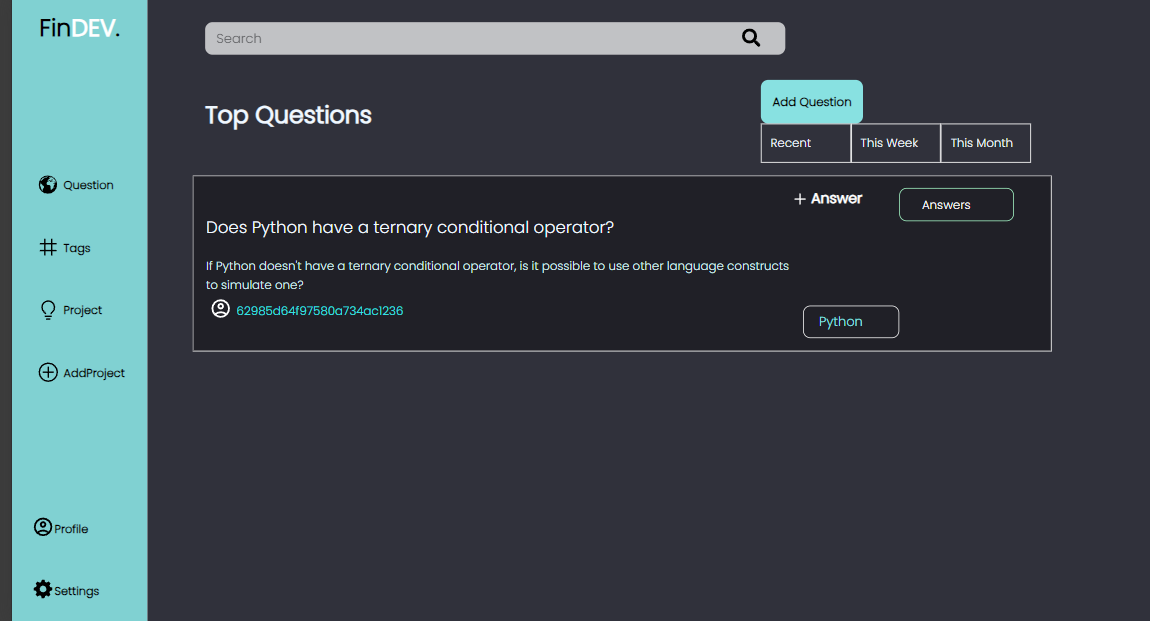 FinDEV.
Search
Top Questions
Add Question
Recent
This Week
This Month
Question
Tags
Project
AddProject
Profile
Settings
+ Answer
Answers
Does Python have a ternary conditional operator?
If Python doesn't have a ternary conditional operator, is it possible to use other language constructs
to simulate one?
62985d64f97580a734ac1236
Python